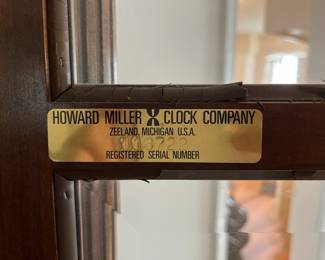 HOWARD MILLER CLOCK COMPANY
ZEELAND, MICHIGAN U.S.A.
REGISTERED SERIAL NUMBER